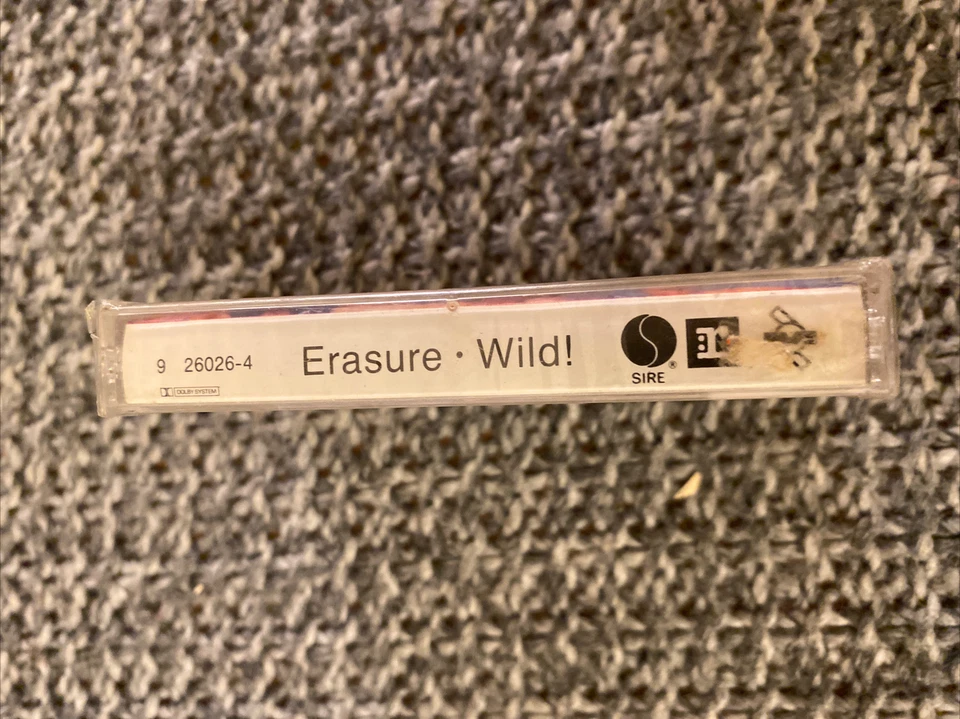 9 26026-4
DOLBY SYSTEM
Erasure · Wild!
SIRE ®